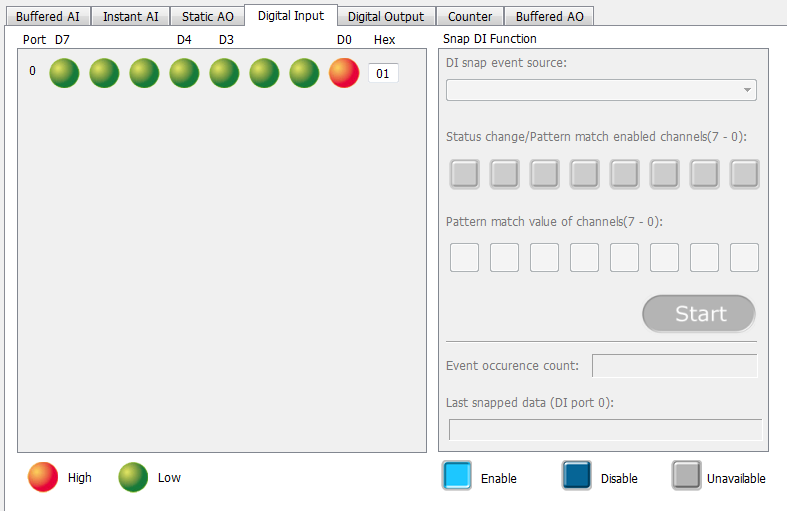 Buffered AI Instant AI Static AO Digital Input Digital Output Counter Buffered AO
Port D7 D4 D3 D0 Hex
0 01
Snap DI Function
DI snap event source:
Status change/Pattern match enabled channels(7 - 0):
Pattern match value of channels(7 - 0):
Start
Event occurence count:
Last snapped data (DI port 0):
High Low
Enable Disable Unavailable